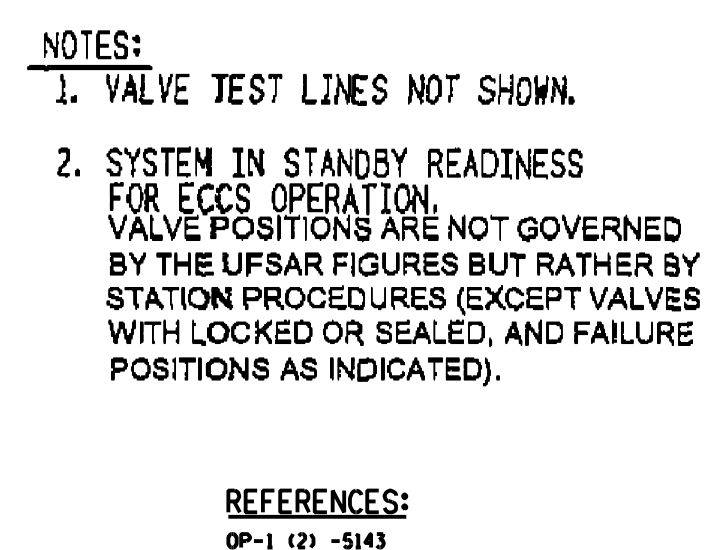 NOTES:
1. VALVE TEST LINES NOT SHOWN.
2. SYSTEM IN STANDBY READINESS
FOR ECCS OPERATION.
VALVE POSITIONS ARE NOT GOVERNED
BY THE UFSAR FIGURES BUT RATHER BY
STATION PROCEDURES (EXCEPT VALVES
WITH LOCKED OR SEALED, AND FAILURE
POSITIONS AS INDICATED).
REFERENCES:
OP-1 (2) -5143